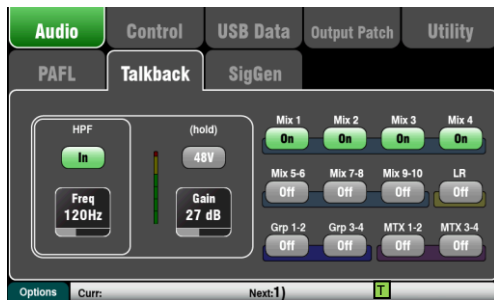 Audio Control USB Data Output Patch Utility
PAFL Talkback SigGen
HPF (hold) Mix 1 Mix 2 Mix 3 Mix 4
In 48V On On On On
Mix 5-6 Mix 7-8 Mix 9-10 LR
Off Off Off Off
Freq Gain
120Hz 27 dB
Grp 1-2 Grp 3-4 MTX 1-2 MTX 3-4
Off Off Off Off
Options Curr: Next:1) T